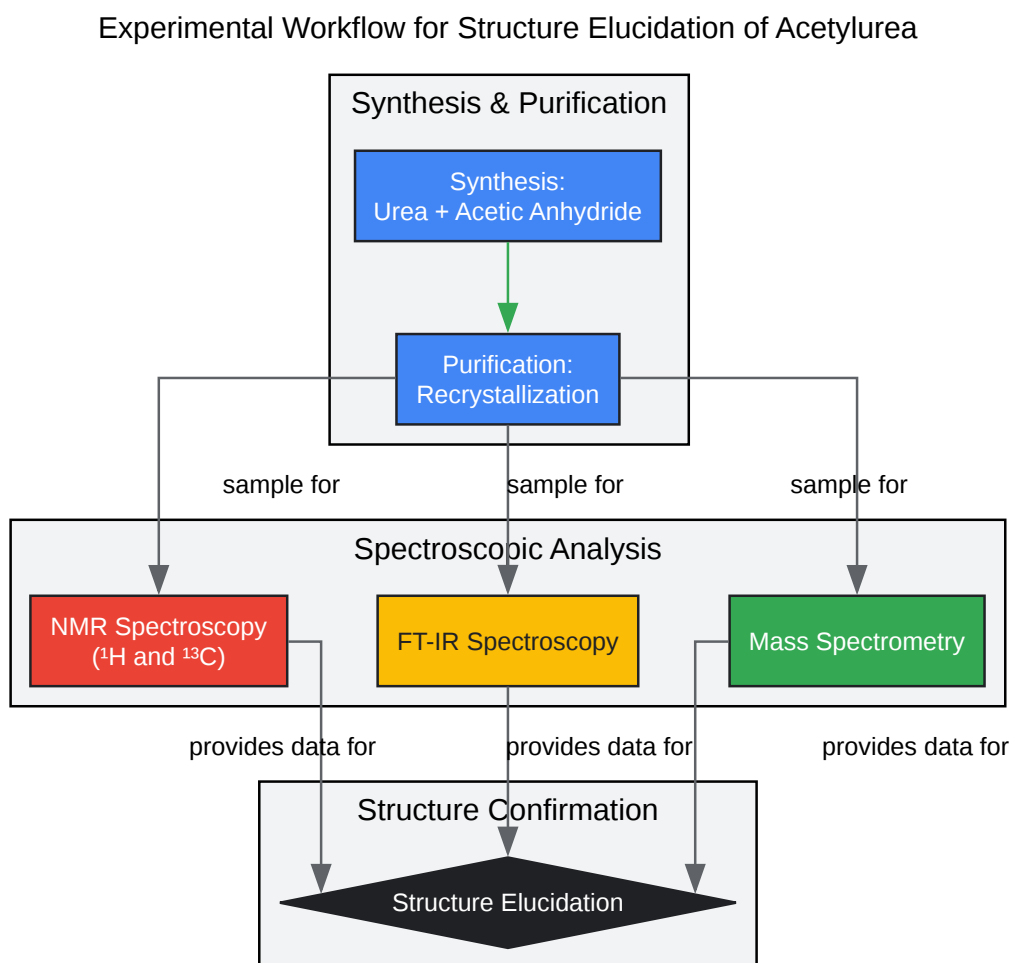 Experimental Workflow for Structure Elucidation of Acetylurea
Synthesis & Purification
Synthesis:
Urea + Acetic Anhydride
Purification:
Recrystallization
sample for
sample for
sample for
Spectroscopic Analysis
NMR Spectroscopy
(¹H and ¹³C)
FT-IR Spectroscopy
Mass Spectrometry
provides data for
provides data for
provides data for
Structure Confirmation
Structure Elucidation